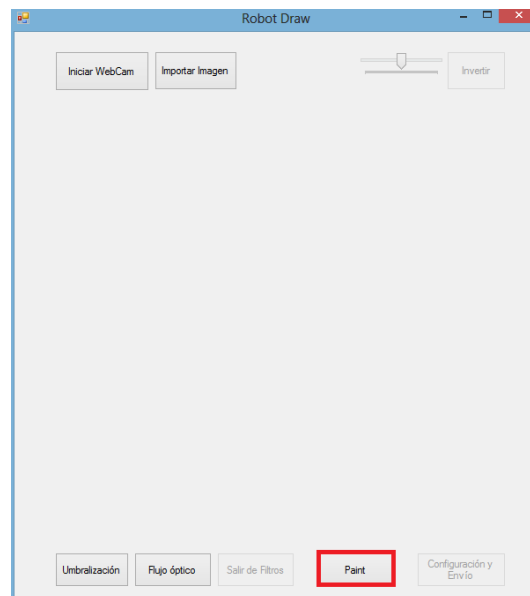 Robot Draw
Iniciar WebCam
Importar Imagen
Invertir
Umbralización
Flujo óptico
Salir de Filtros
Paint
Configuración y
Envío